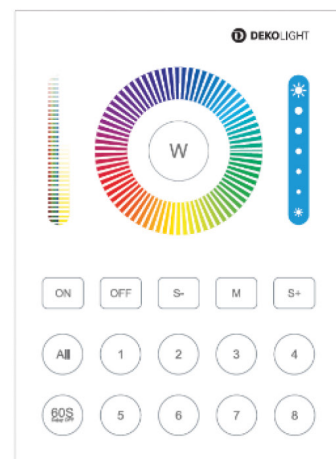 DEKOLIGHT
W
ON OFF S- M S+
All 1 2 3 4
60S
5 6 7 8